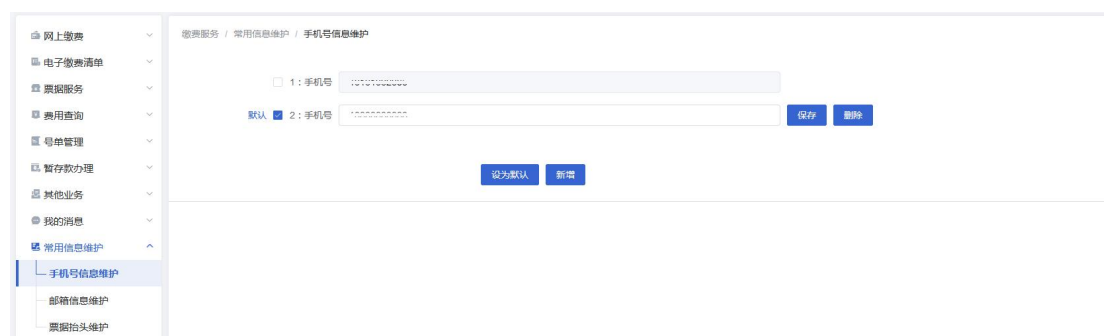 网上缴费
电子缴费清单
票据服务
费用查询
号单管理
暂存款办理
其他业务
我的消息
常用信息维护
手机号信息维护
邮箱信息维护
票据抬头维护
缴费服务 / 常用信息维护 / 手机号信息维护
1：手机号
默认 2：手机号 保存 删除
设为默认 新增